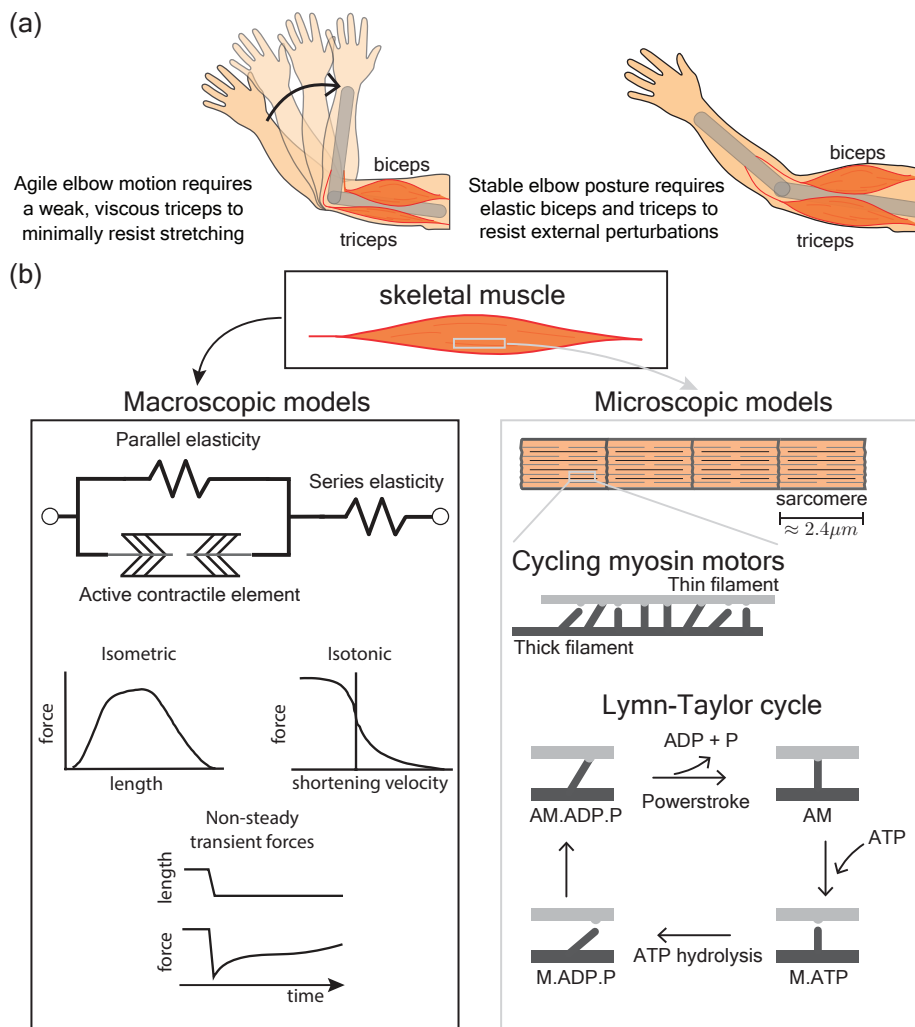 (a)
biceps
Agile elbow motion requires
a weak, viscous triceps to
minimally resist stretching
triceps
biceps
Stable elbow posture requires
elastic biceps and triceps to
resist external perturbations
triceps
(b)
skeletal muscle
Macroscopic models
Parallel elasticity
Series elasticity
Active contractile element
Isometric
force
length
Isotonic
force
shortening velocity
Non-steady
transient forces
length
force
time
Microscopic models
sarcomere
≈ 2.4μm
Cycling myosin motors
Thin filament
Thick filament
Lymn-Taylor cycle
ADP + P
Powerstroke
AM.ADP.P
AM
ATP
ATP hydrolysis
M.ADP.P
M.ATP